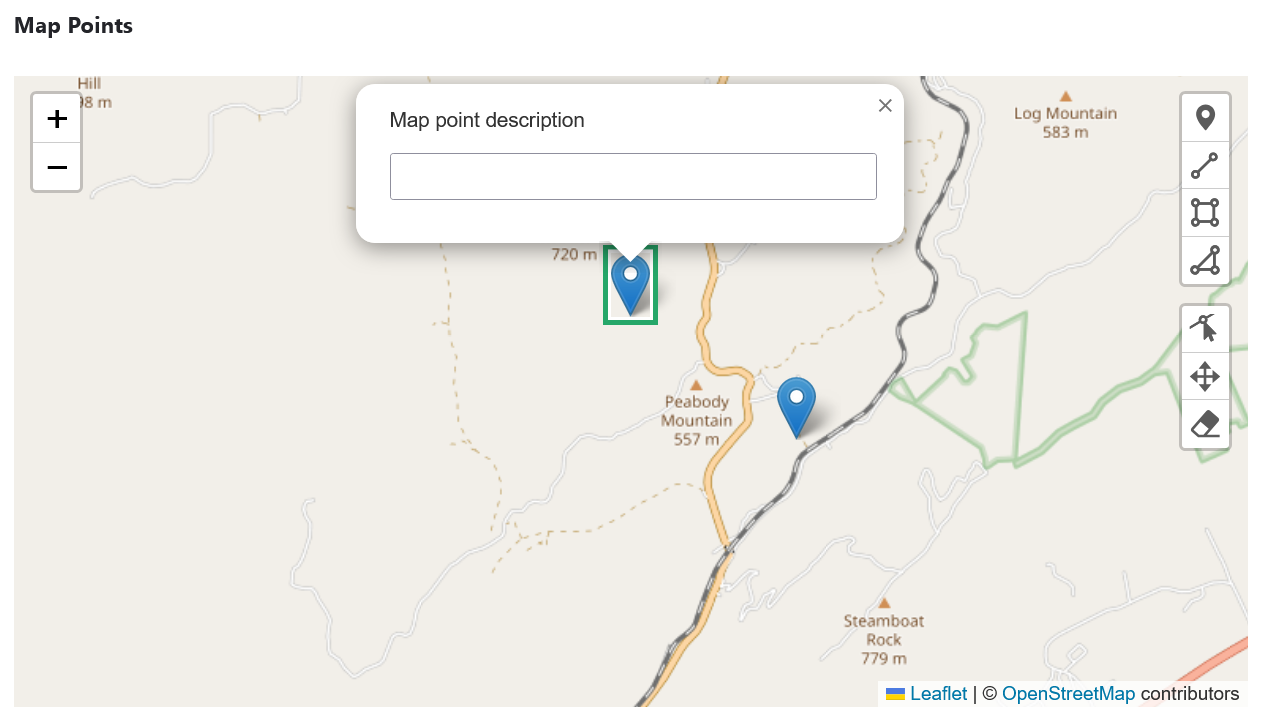 Map Points
Hill
98 m
+
−
Map point description
×
Log Mountain
583 m
720 m
Peabody
Mountain
557 m
Steamboat
Rock
779 m
Leaflet | © OpenStreetMap contributors